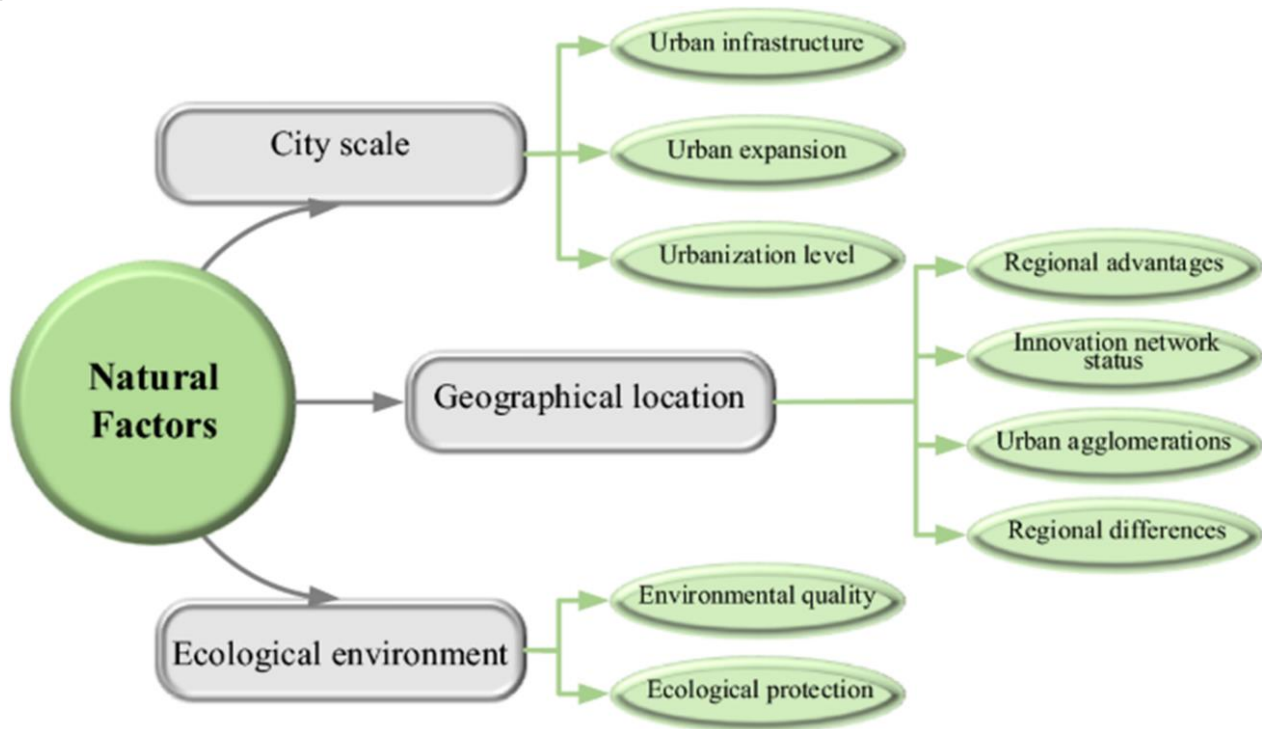 Natural
Factors
City scale
Urban infrastructure
Urban expansion
Urbanization level
Geographical location
Regional advantages
Innovation network
status
Urban agglomerations
Regional differences
Ecological environment
Environmental quality
Ecological protection